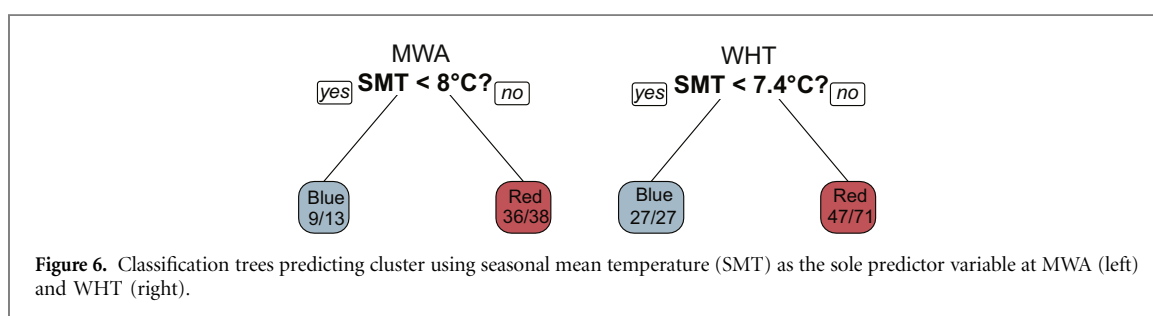 MWA
yes SMT < 8°C? no
Blue
9/13
Red
36/38
WHT
yes SMT < 7.4°C? no
Blue
27/27
Red
47/71
Figure 6. Classification trees predicting cluster using seasonal mean temperature (SMT) as the sole predictor variable at MWA (left)
and WHT (right).